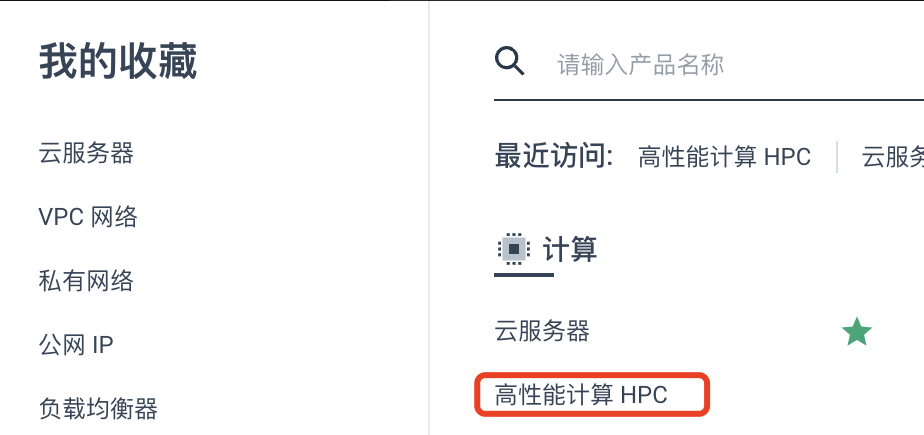 我的收藏
云服务器
VPC 网络
私有网络
公网 IP
负载均衡器
请输入产品名称
最近访问: 高性能计算 HPC 云服务
计算
云服务器
高性能计算 HPC